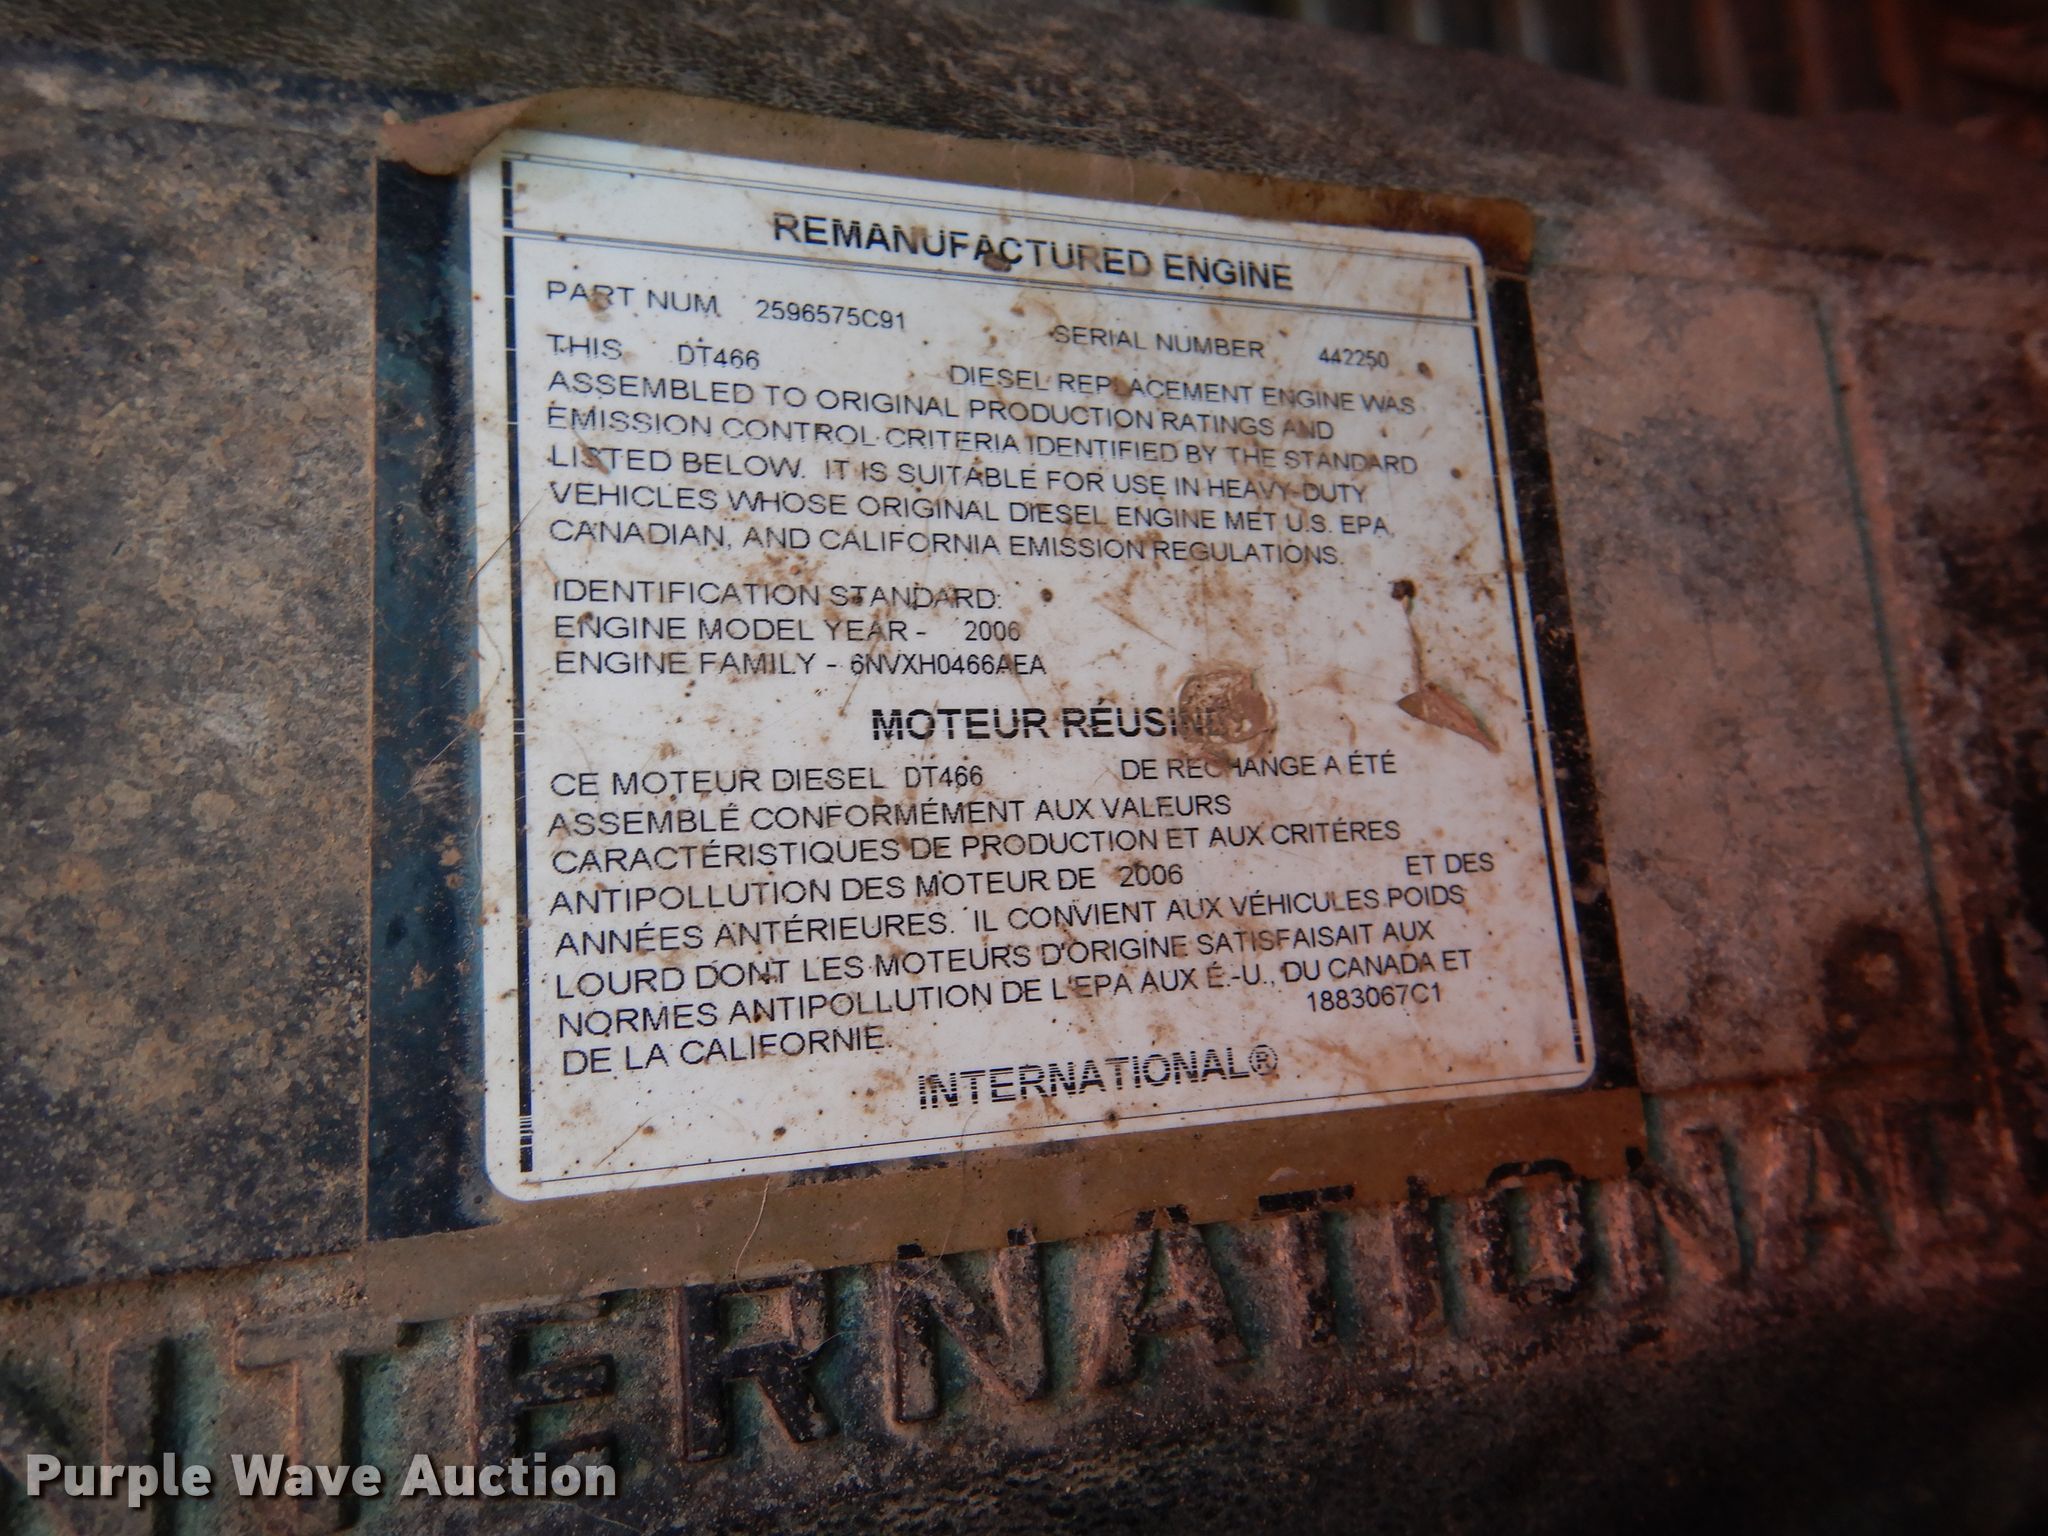 REMANUFACTURED ENGINE
PART NUM. 2596575C91 SERIAL NUMBER 442250
THIS DT466 DIESEL REPLACEMENT ENGINE WAS
ASSEMBLED TO ORIGINAL PRODUCTION RATINGS AND
EMISSION CONTROL CRITERIA IDENTIFIED BY THE STANDARD
LISTED BELOW. IT IS SUITABLE FOR USE IN HEAVY-DUTY
VEHICLES WHOSE ORIGINAL DIESEL ENGINE MET U.S. EPA,
CANADIAN, AND CALIFORNIA EMISSION REGULATIONS.
IDENTIFICATION STANDARD:
ENGINE MODEL YEAR - 2006
ENGINE FAMILY - 6NVXH0466AEA
MOTEUR RÉUSINÉ
CE MOTEUR DIESEL DT466 DE RECHANGE A ÉTÉ
ASSEMBLÉ CONFORMÉMENT AUX VALEURS
CARACTÉRISTIQUES DE PRODUCTION ET AUX CRITÉRES
ANTIPOLLUTION DES MOTEUR DE 2006 ET DES
ANNÉES ANTÉRIEURES. IL CONVIENT AUX VÉHICULES POIDS
LOURD DONT LES MOTEURS D'ORIGINE SATISFAISAIT AUX
NORMES ANTIPOLLUTION DE L'EPA AUX É.-U., DU CANADA ET
DE LA CALIFORNIE. 1883067C1
INTERNATIONAL®
INTERNATIONAL
Purple Wave Auction